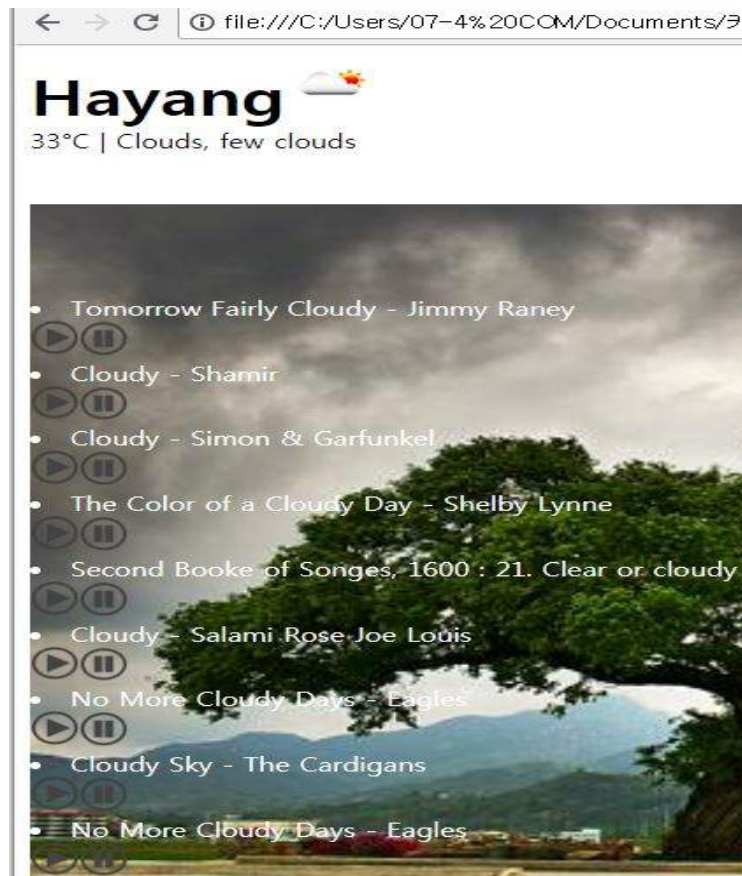 file:///C:/Users/07-4%20COM/Documents/
Hayang
33°C | Clouds, few clouds
Tomorrow Fairly Cloudy - Jimmy Raney
Cloudy - Shamir
Cloudy - Simon & Garfunkel
The Color of a Cloudy Day - Shelby Lynne
Second Booke of Songes, 1600 : 21. Clear or cloudy
Cloudy - Salami Rose Joe Louis
No More Cloudy Days - Eagles
Cloudy Sky - The Cardigans
No More Cloudy Days - Eagles